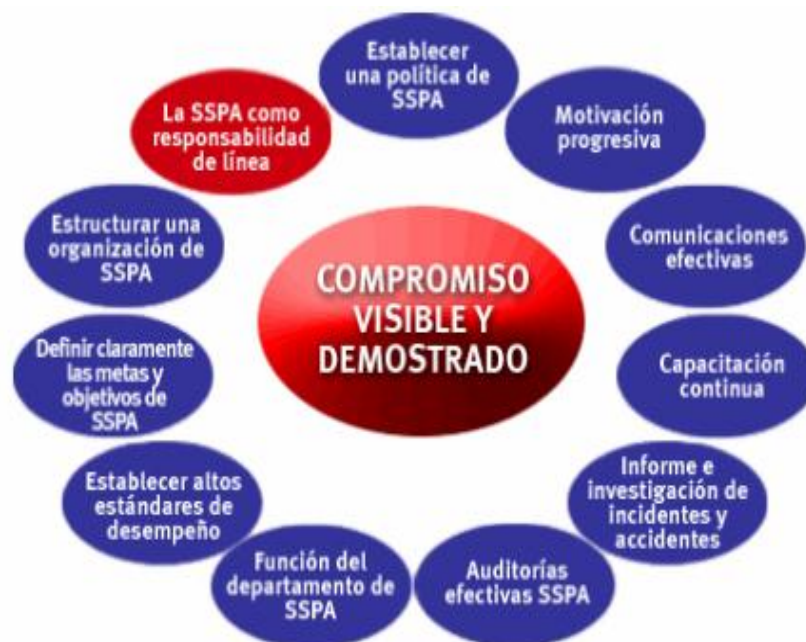 Establecer
una política de
SSPA
Motivación
progresiva
Comunicaciones
efectivas
Capacitación
continua
Informe e
investigación de
incidentes y
accidentes
Auditorías
efectivas SSPA
Función del
departamento de
SSPA
Establecer altos
estándares de
desempeño
Definir claramente
las metas y
objetivos de
SSPA
Estructurar una
organización de
SSPA
La SSPA como
responsabilidad
de línea
COMPROMISO
VISIBLE Y
DEMOSTRADO